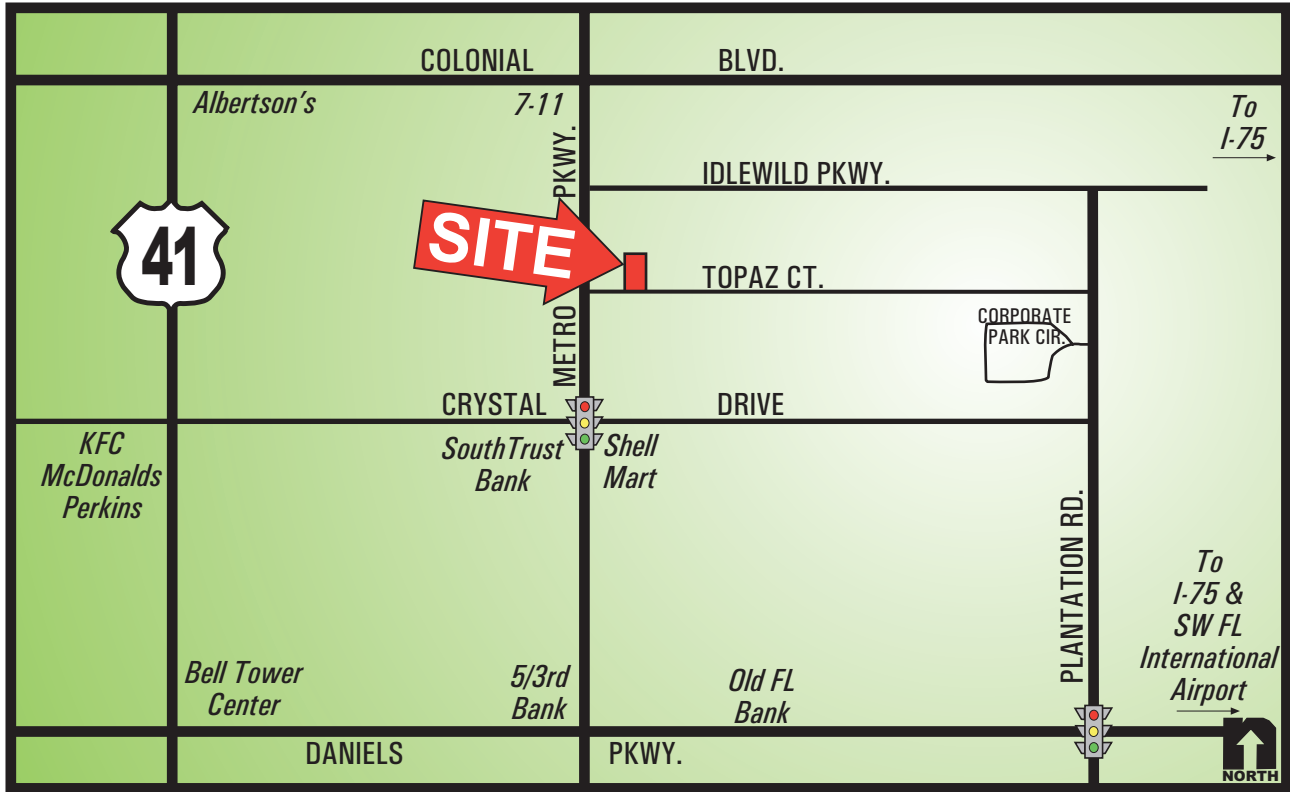 COLONIAL BLVD.
Albertson's
7-11
To
I-75
METRO PKWY.
IDLEWILD PKWY.
41
SITE
TOPAZ CT.
CORPORATE
PARK CIR.
CRYSTAL DRIVE
KFC
McDonalds
Perkins
SouthTrust
Bank
Shell
Mart
PLANTATION RD.
To
I-75 &
SW FL
International
Airport
Bell Tower
Center
5/3rd
Bank
Old FL
Bank
DANIELS PKWY.
NORTH